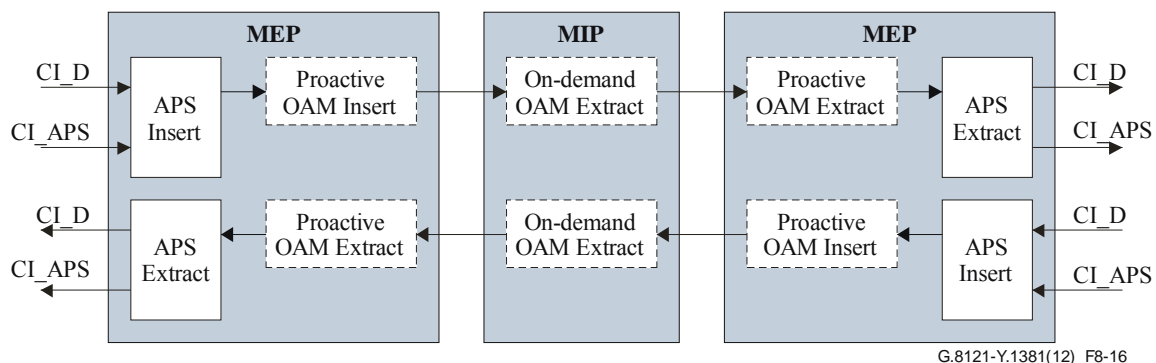 MEP
MIP
MEP
CI_D
CI_APS
APS
Insert
Proactive
OAM Insert
On-demand
OAM Extract
Proactive
OAM Extract
APS
Extract
CI_D
CI_APS
CI_D
CI_APS
APS
Extract
Proactive
OAM Extract
On-demand
OAM Extract
Proactive
OAM Insert
APS
Insert
CI_D
CI_APS
G.8121-Y.1381(12)_F8-16